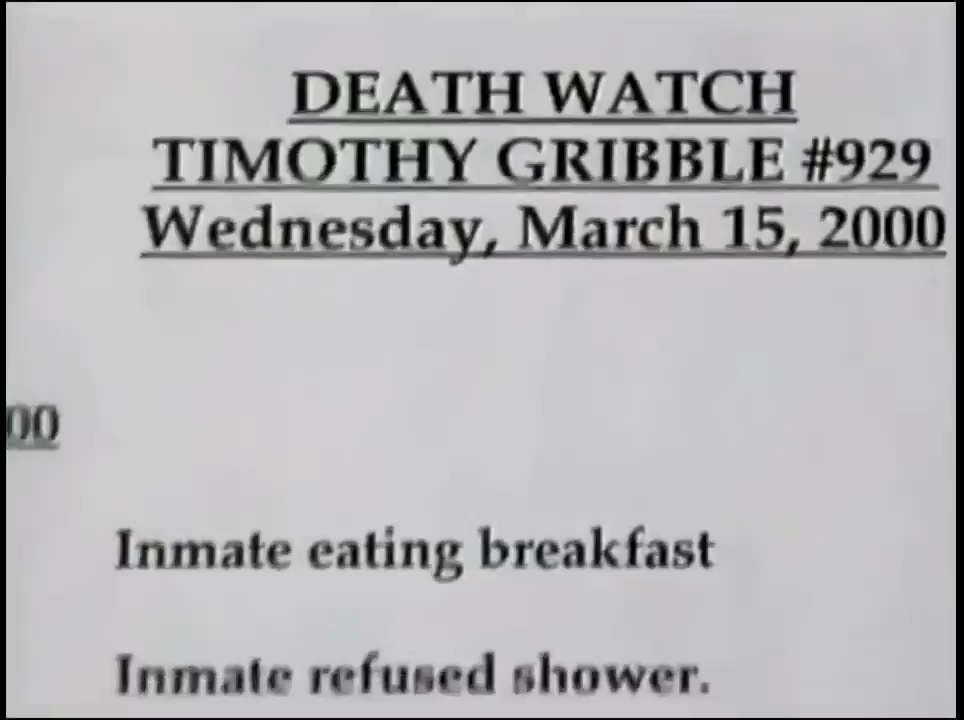 DEATH WATCH
TIMOTHY GRIBBLE #929
Wednesday, March 15, 2000
00
Inmate eating breakfast
Inmate refused shower.